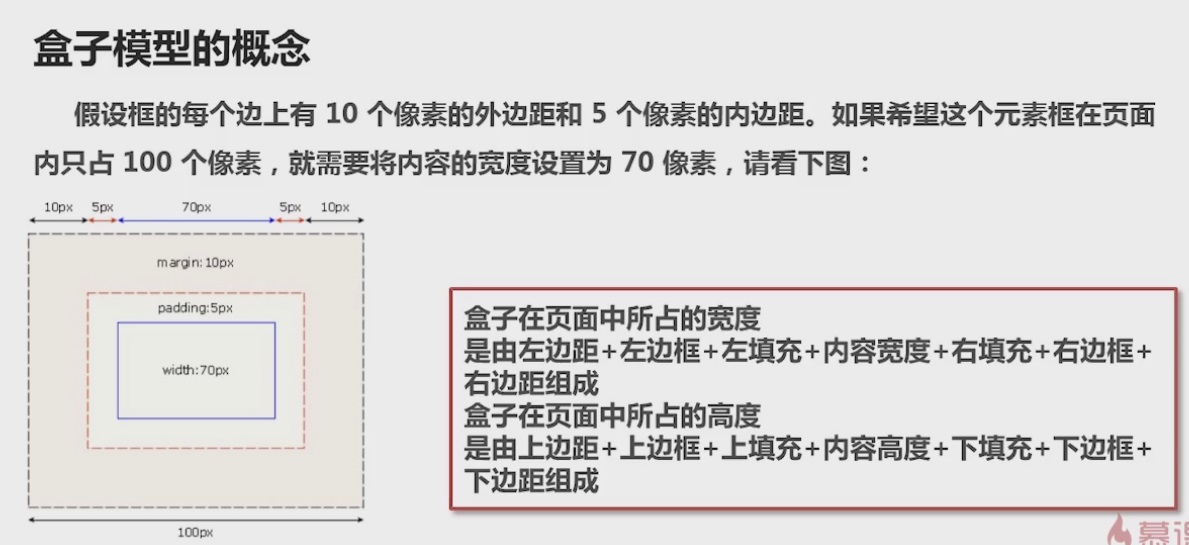 盒子模型的概念
假设框的每个边上有 10 个像素的外边距和 5 个像素的内边距。如果希望这个元素框在页面
内只占 100 个像素，就需要将内容的宽度设置为 70 像素，请看下图：
10px 5px 70px 5px 10px
margin:10px
padding:5px
width:70px
100px
盒子在页面中所占的宽度
是由左边距+左边框+左填充+内容宽度+右填充+右边框+
右边距组成
盒子在页面中所占的高度
是由上边距+上边框+上填充+内容高度+下填充+下边框+
下边距组成
慕课